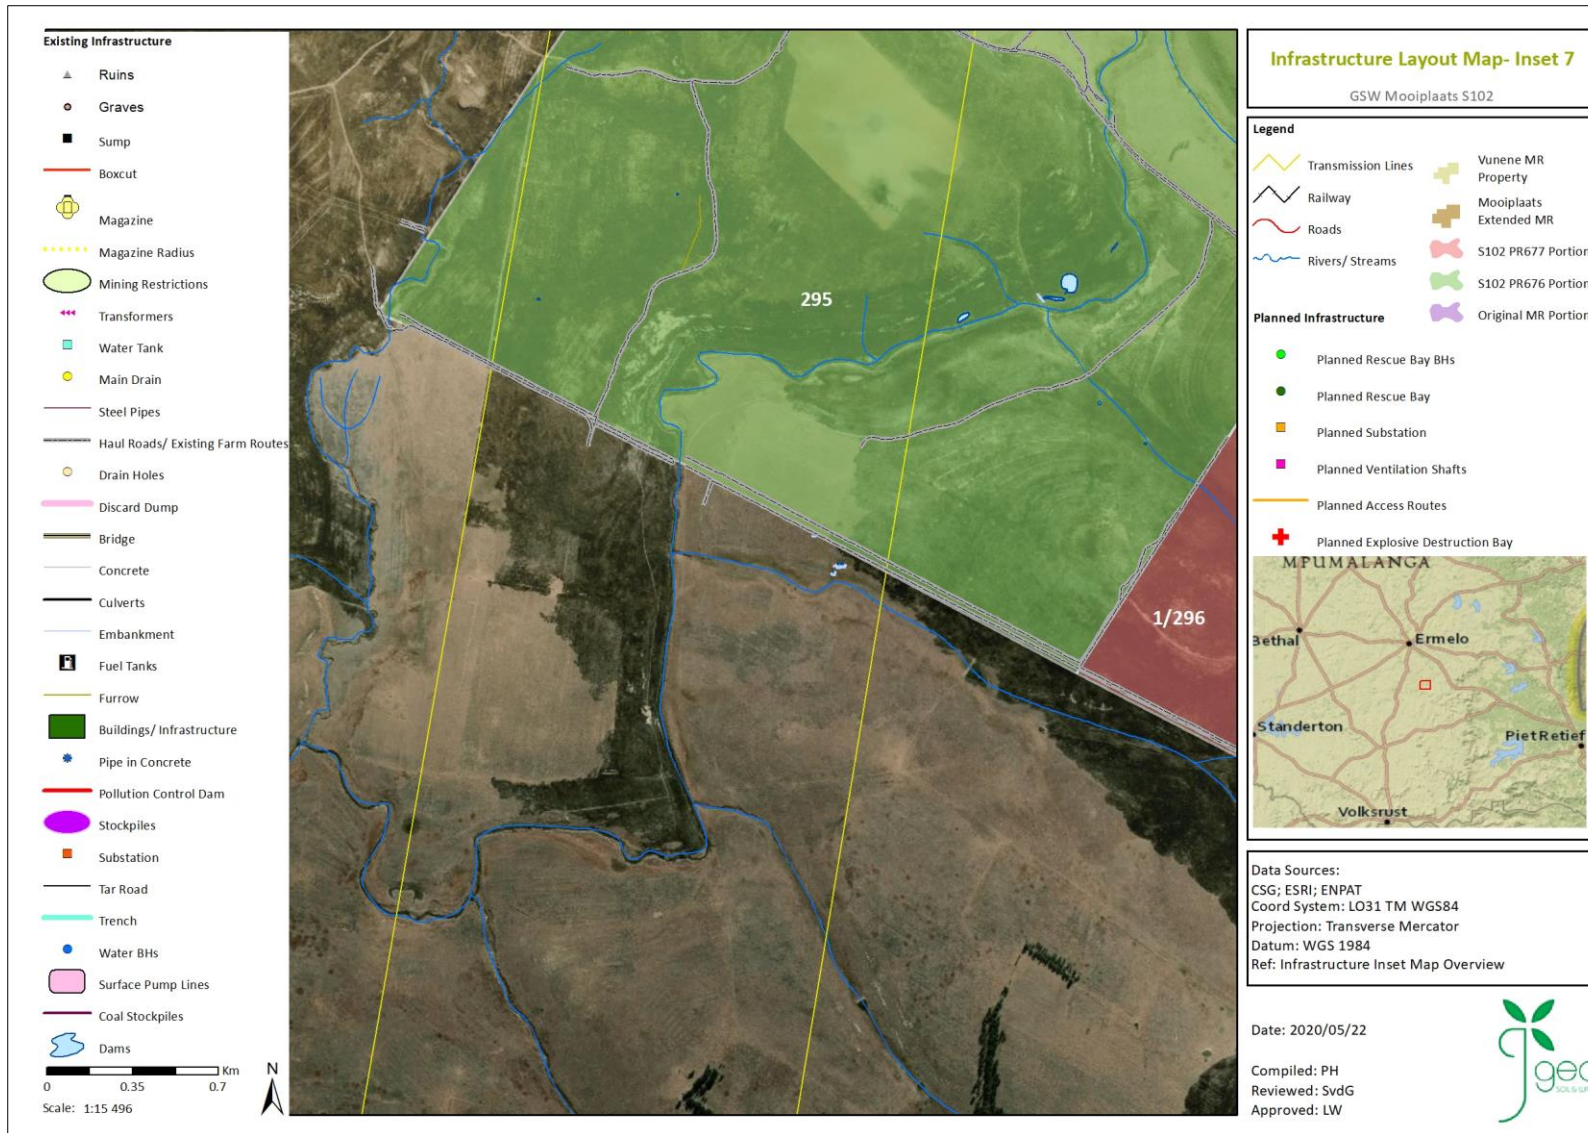 Existing Infrastructure
Ruins
Graves
Sump
Boxcut
Magazine
Magazine Radius
Mining Restrictions
Transformers
Water Tank
Main Drain
Steel Pipes
Haul Roads/ Existing Farm Routes
Drain Holes
Discard Dump
Bridge
Concrete
Culverts
Embankment
Fuel Tanks
Furrow
Buildings/ Infrastructure
Pipe in Concrete
Pollution Control Dam
Stockpiles
Substation
Tar Road
Trench
Water BHs
Surface Pump Lines
Coal Stockpiles
Dams
Km
0 0.35 0.7
Scale: 1:15 496
N
295
1/296
Infrastructure Layout Map- Inset 7
GSW Mooiplaats S102
Legend
Transmission Lines
Railway
Roads
Rivers/ Streams
Vunene MR
Property
Mooiplaats
Extended MR
S102 PR677 Portion
S102 PR676 Portion
Original MR Portion
Planned Infrastructure
Planned Rescue Bay BHs
Planned Rescue Bay
Planned Substation
Planned Ventilation Shafts
Planned Access Routes
Planned Explosive Destruction Bay
MPUMALANGA
Bethal
Ermelo
Standerton
Piet Retief
Volksrust
Data Sources:
CSG; ESRI; ENPAT
Coord System: LO31 TM WGS84
Projection: Transverse Mercator
Datum: WGS 1984
Ref: Infrastructure Inset Map Overview
Date: 2020/05/22
Compiled: PH
Reviewed: SvdG
Approved: LW
geo